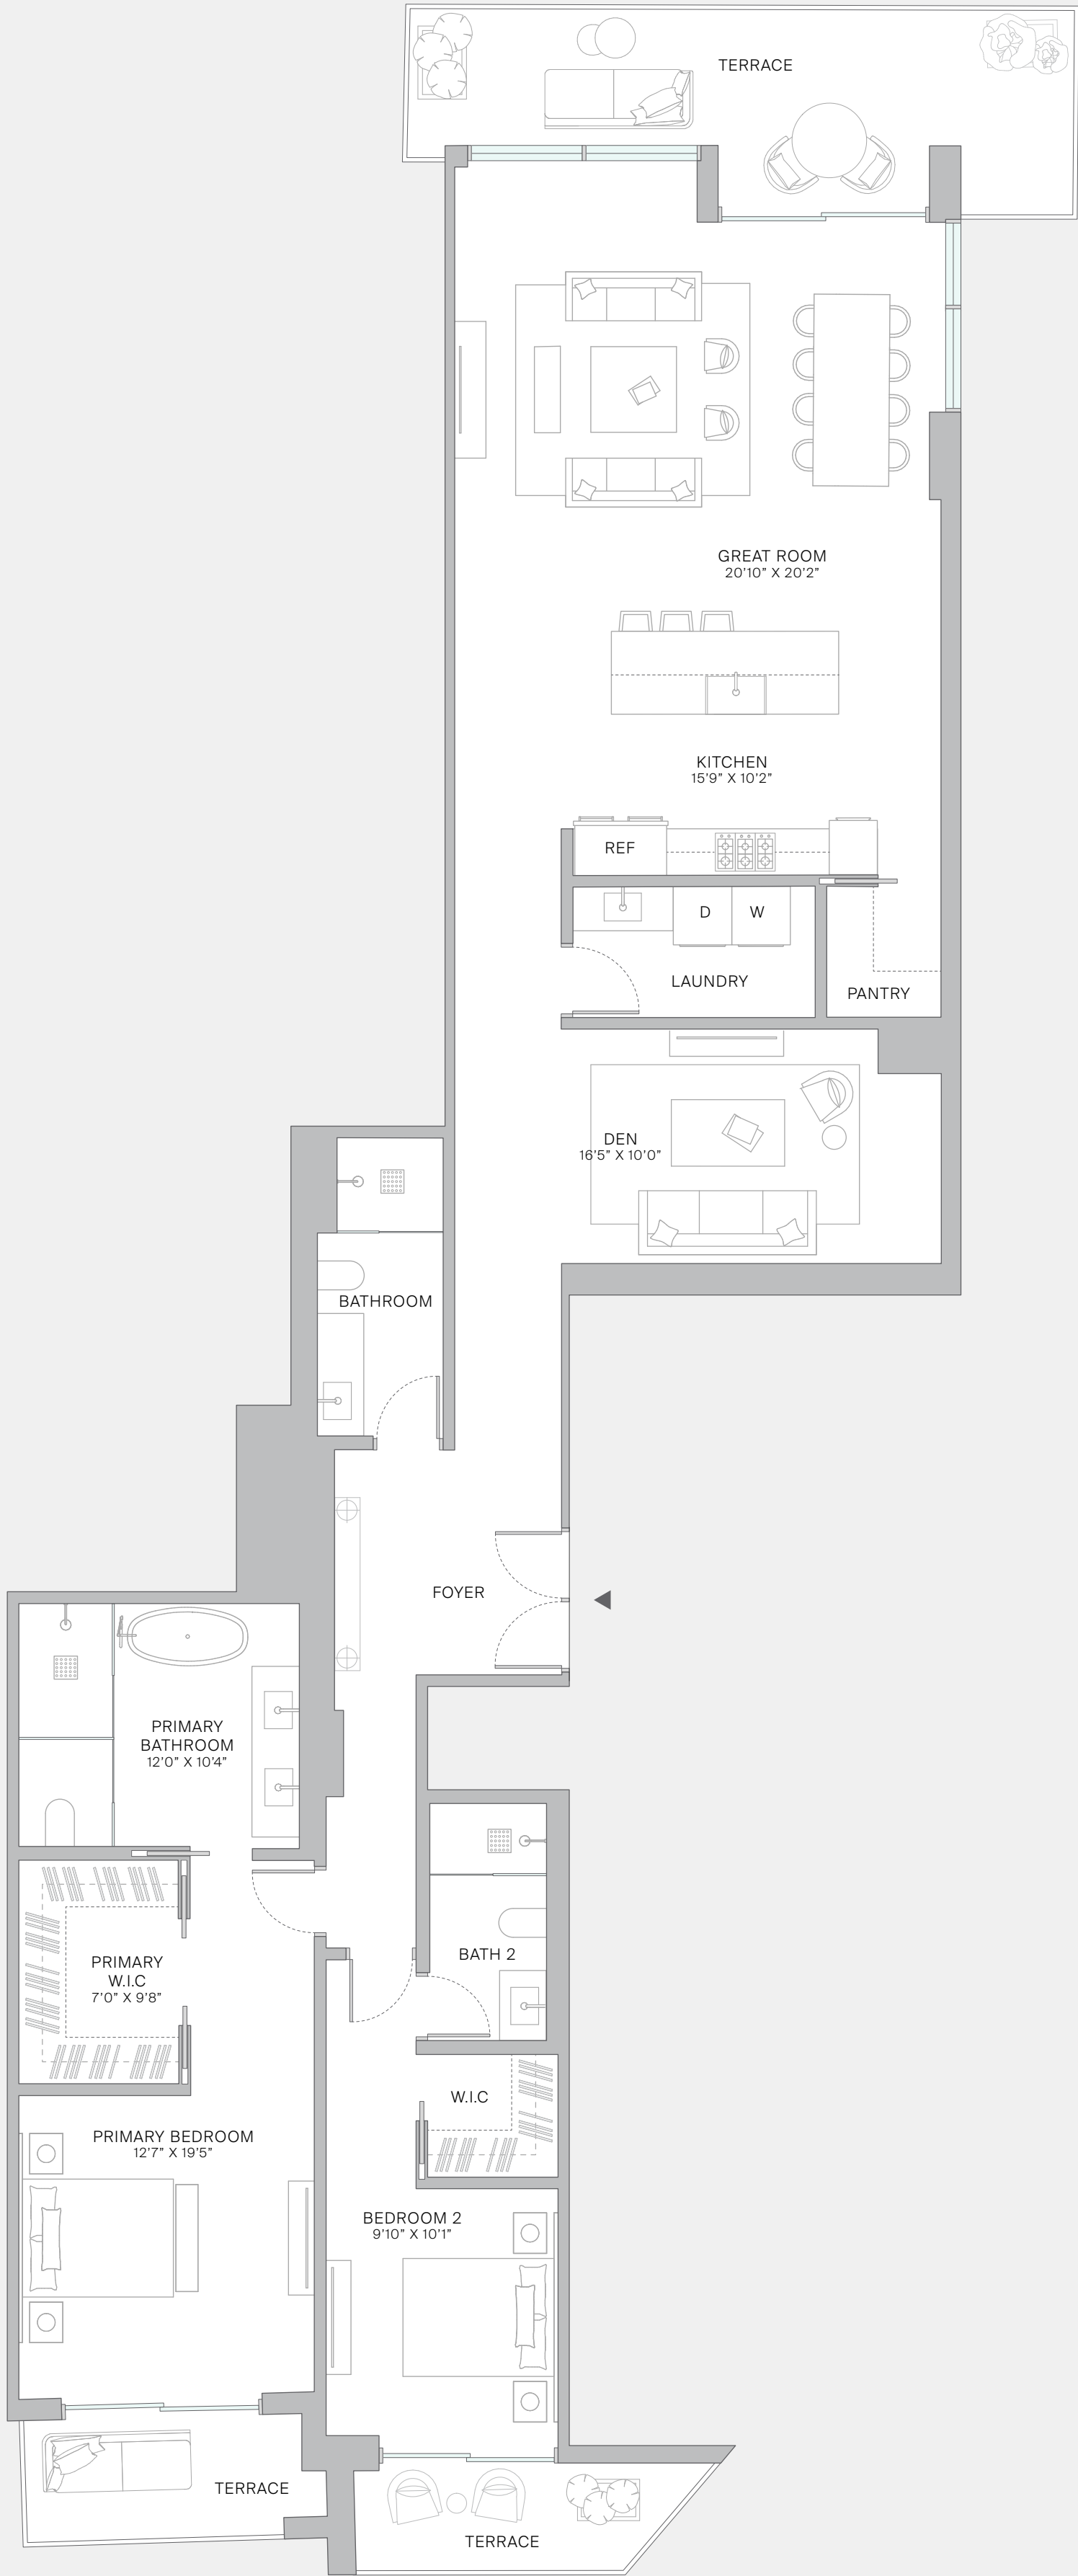 TERRACE
GREAT ROOM
20'10” X 20'2”
KITCHEN
15'9” X 10'2”
REF
D
W
LAUNDRY
PANTRY
DEN
16'5” X 10'0”
BATHROOM
FOYER
PRIMARY
BATHROOM
12'0” X 10'4”
BATH 2
PRIMARY
W.I.C
7'0” X 9'8”
W.I.C
PRIMARY BEDROOM
12'7” X 19'5”
BEDROOM 2
9'10” X 10'1”
TERRACE
TERRACE